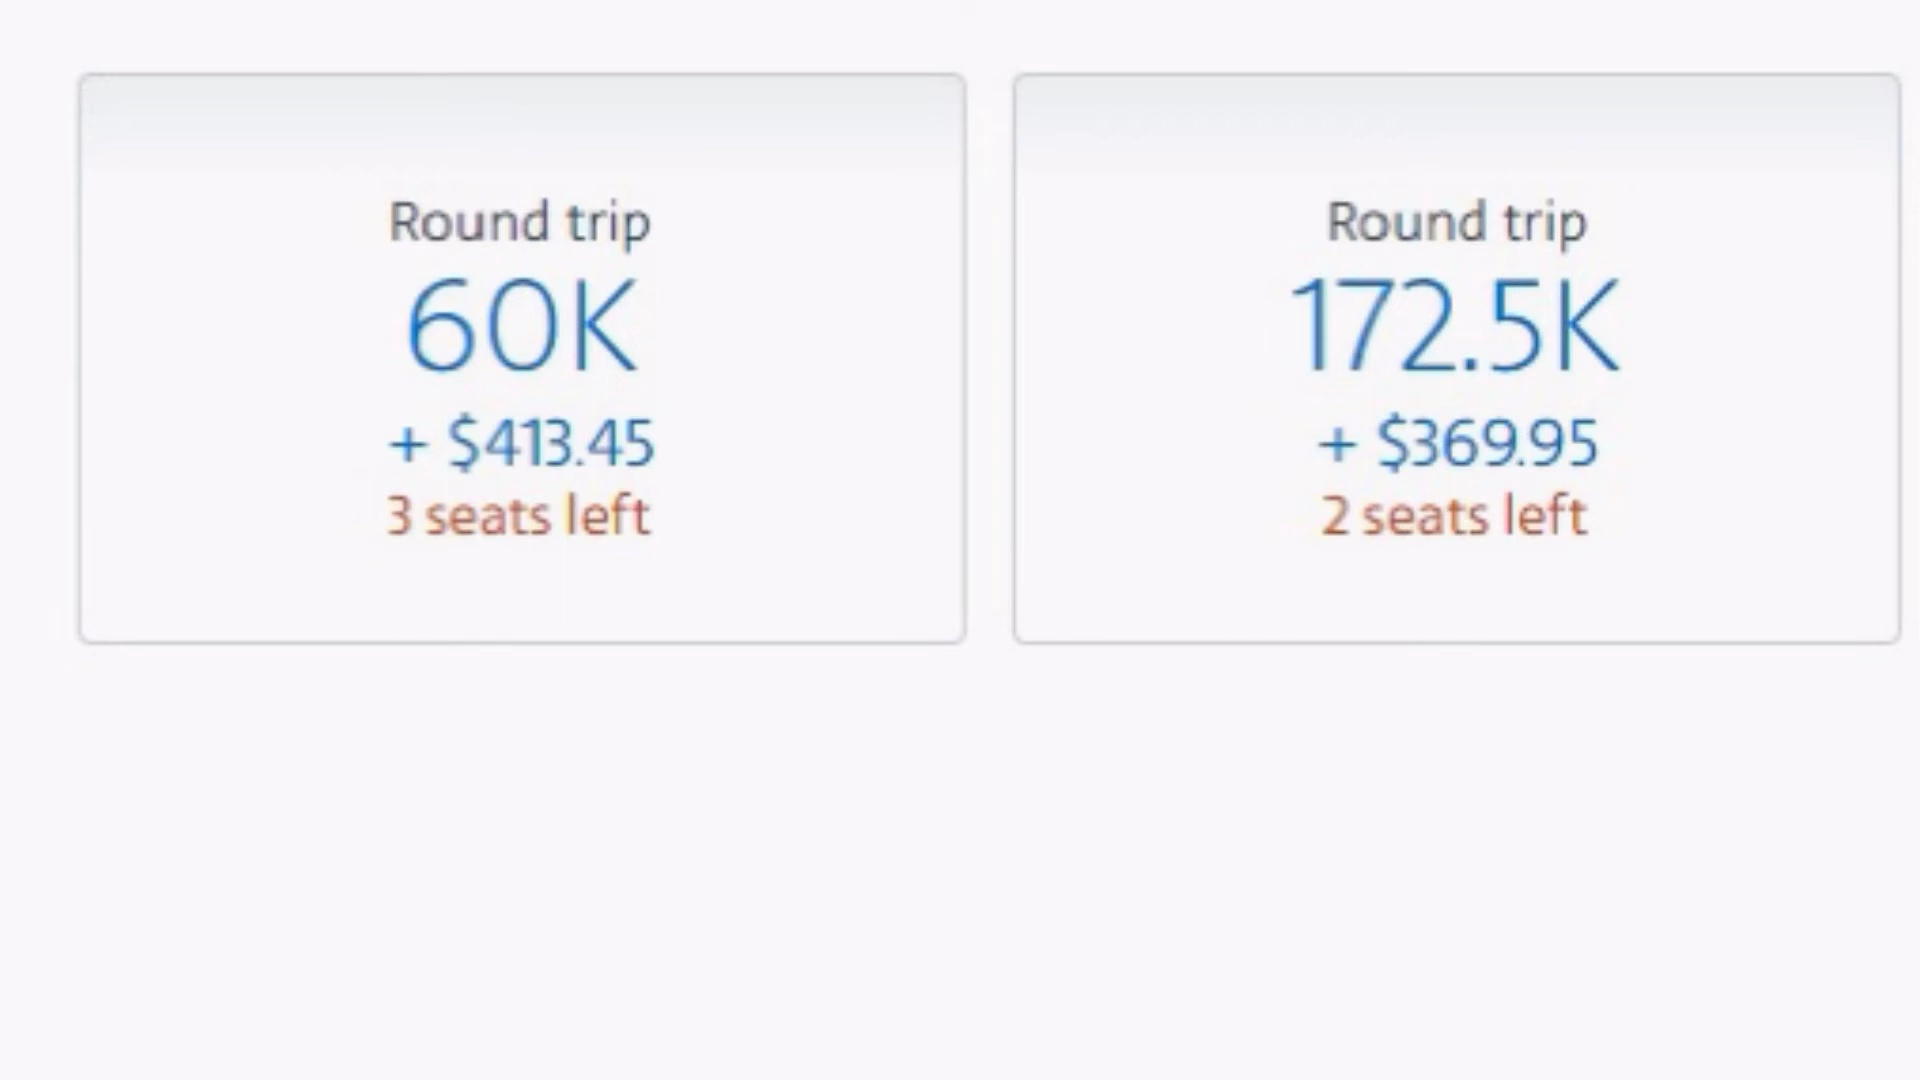 Round trip
60K
+ $413.45
3 seats left
Round trip
172.5K
+ $369.95
2 seats left